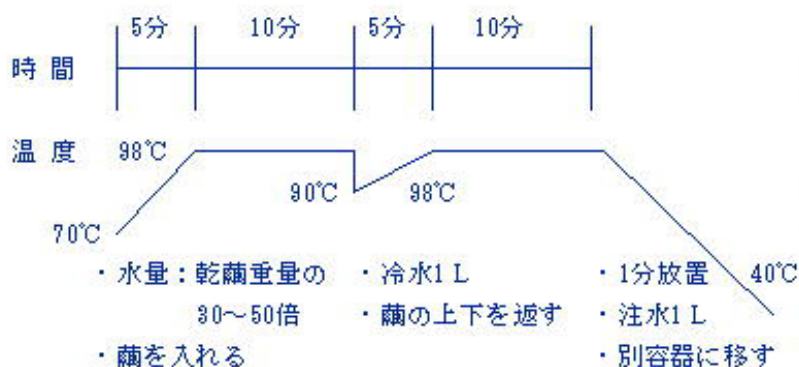 5分 10分 5分 10分
時間
温度 98℃
90℃ 98℃
70℃
・水量：乾繭重量の ・冷水1L ・1分放置 40℃
30～50倍 ・繭の上下を返す ・注水1L
・繭を入れる ・別容器に移す